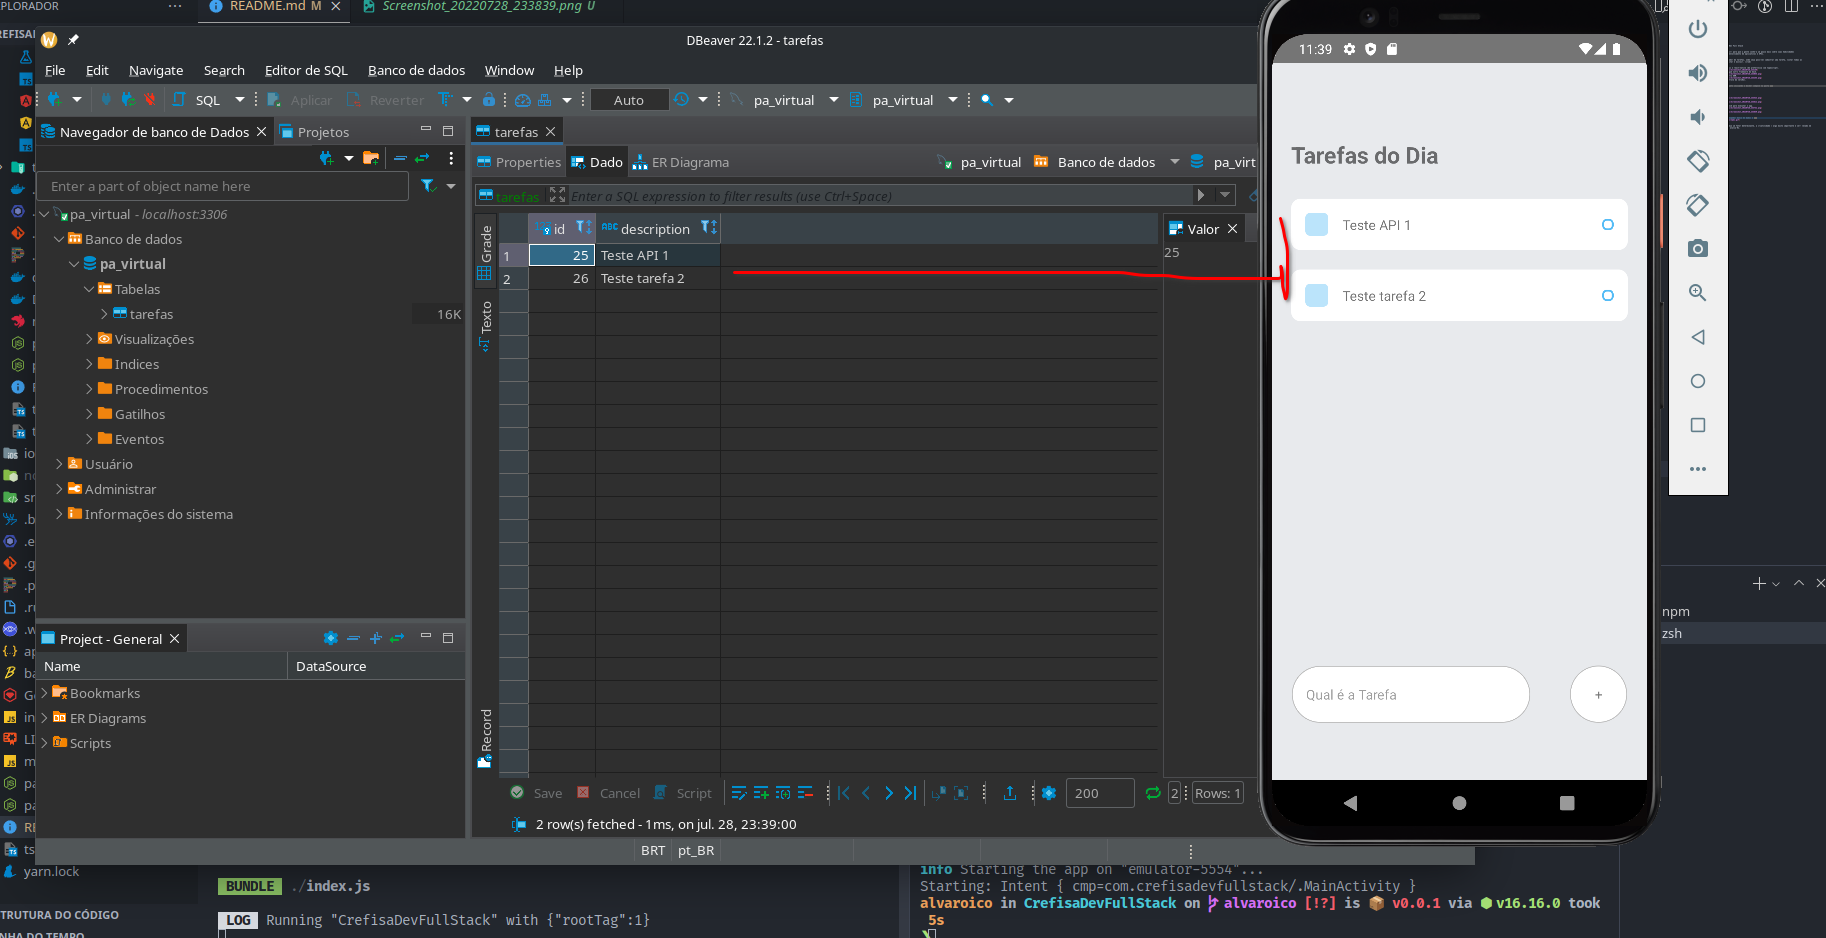 PLORADOR
README.md M
Screenshot_20220728_233839.png U
DBeaver 22.1.2 - tarefas
File Edit Navigate Search Editor de SQL Banco de dados Window Help
SQL Aplicar Reverter Auto pa_virtual pa_virtual
Navegador de banco de Dados
Projetos
Enter a part of object name here
pa_virtual - localhost:3306
Banco de dados
pa_virtual
Tabelas
tarefas 16K
Visualizações
Indices
Procedimentos
Gatilhos
Eventos
Usuário
Administrar
Informações do sistema
Project - General
Name DataSource
Bookmarks
ER Diagrams
Scripts
tarefas
Properties Dado ER Diagrama pa_virtual Banco de dados pa_virt
tarefas Enter a SQL expression to filter results (use Ctrl+Space)
Grade
Texto
Record
id description
1 25 Teste API 1
2 26 Teste tarefa 2
Valor
25
Save Cancel Script 200 2 Rows: 1
2 row(s) fetched - 1ms, on jul. 28, 23:39:00
BRT pt_BR
11:39
Tarefas do Dia
Teste API 1
Teste tarefa 2
Qual é a Tarefa
+
npm
zsh
yarn.lock
TRUTURA DO CÓDIGO
NHA DO TEMPO
BUNDLE ./index.js
LOG Running "CrefisaDevFullStack" with {"rootTag":1}
info Starting the app on "emulator-5554"...
Starting: Intent { cmp=com.crefisadevfullstack/.MainActivity }
alvaroico in CrefisaDevFullStack on alvaroico [!?] is v0.0.1 via v16.16.0 took
5s